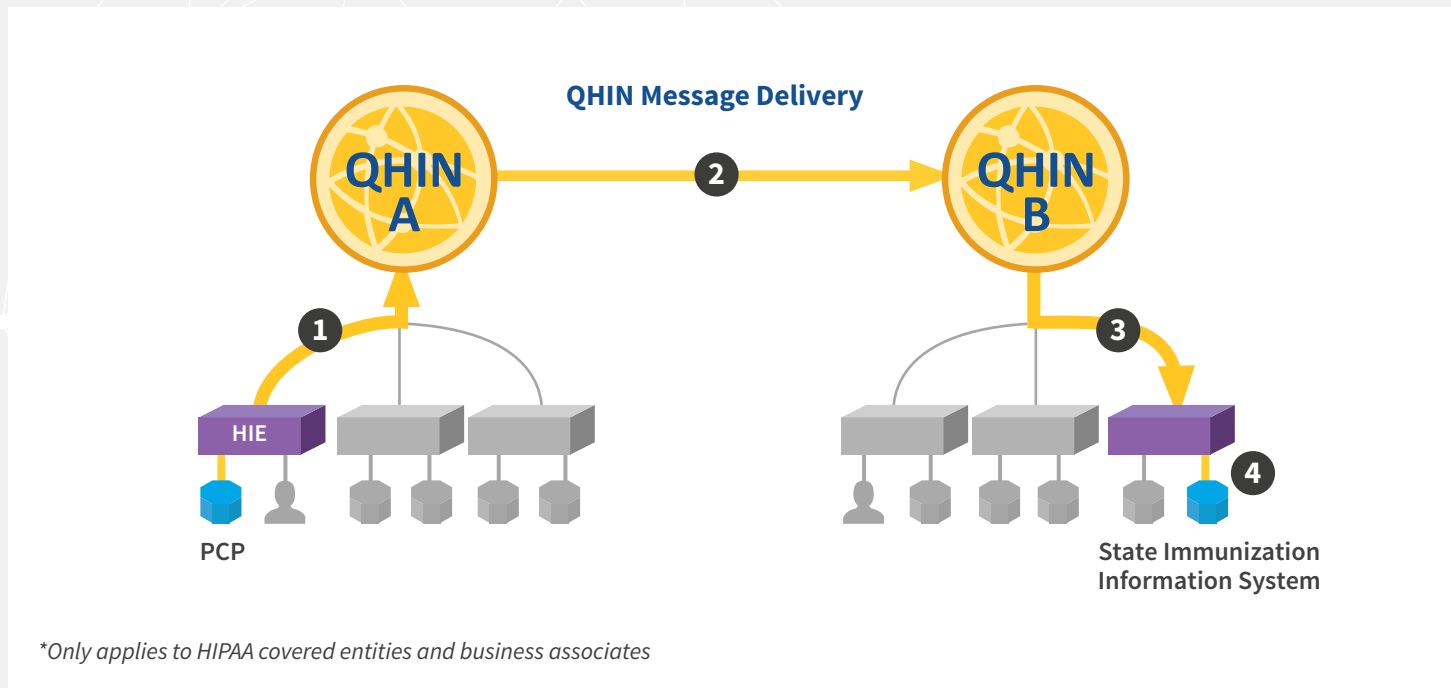 QHIN Message Delivery
QHIN
A
2
QHIN
B
1
3
HIE
4
PCP
State Immunization
Information System
*Only applies to HIPAA covered entities and business associates